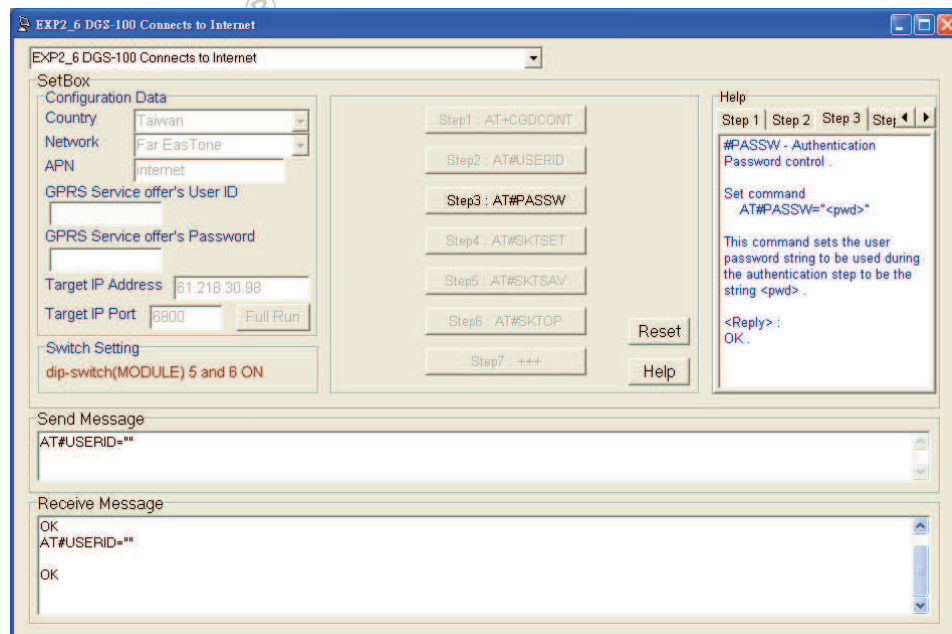 EXP2_6 DGS-100 Connects to Internet
EXP2_6 DGS-100 Connects to Internet
SetBox
Configuration Data
Country Taiwan
Network Far EasTone
APN internet
GPRS Service offer's User ID
GPRS Service offer's Password
Target IP Address 61.218.30.98
Target IP Port 6800 Full Run
Switch Setting
dip-switch(MODULE) 5 and 6 ON
Step1 : AT+CGDCONT
Step2 : AT#USERID
Step3 : AT#PASSW
Step4 : AT#SKTSET
Step5 : AT#SKTSAV
Step6 : AT#SKTOP
Step7 : +++
Reset
Help
Help
Step 1 Step 2 Step 3 Step
#PASSW - Authentication
Password control .
Set command
AT#PASSW="<pwd>"
This command sets the user
password string to be used during
the authentication step to be the
string <pwd> .
<Reply> :
OK .
Send Message
AT#USERID=""
Receive Message
OK
AT#USERID=""
OK